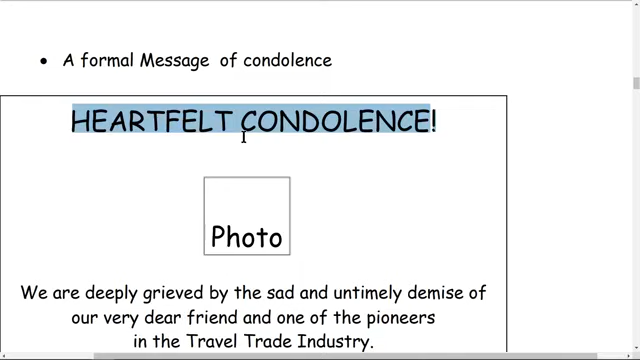 • A formal Message of condolence
HEARTFELT CONDOLENCE!
Photo
We are deeply grieved by the sad and untimely demise of
our very dear friend and one of the pioneers
in the Travel Trade Industry.